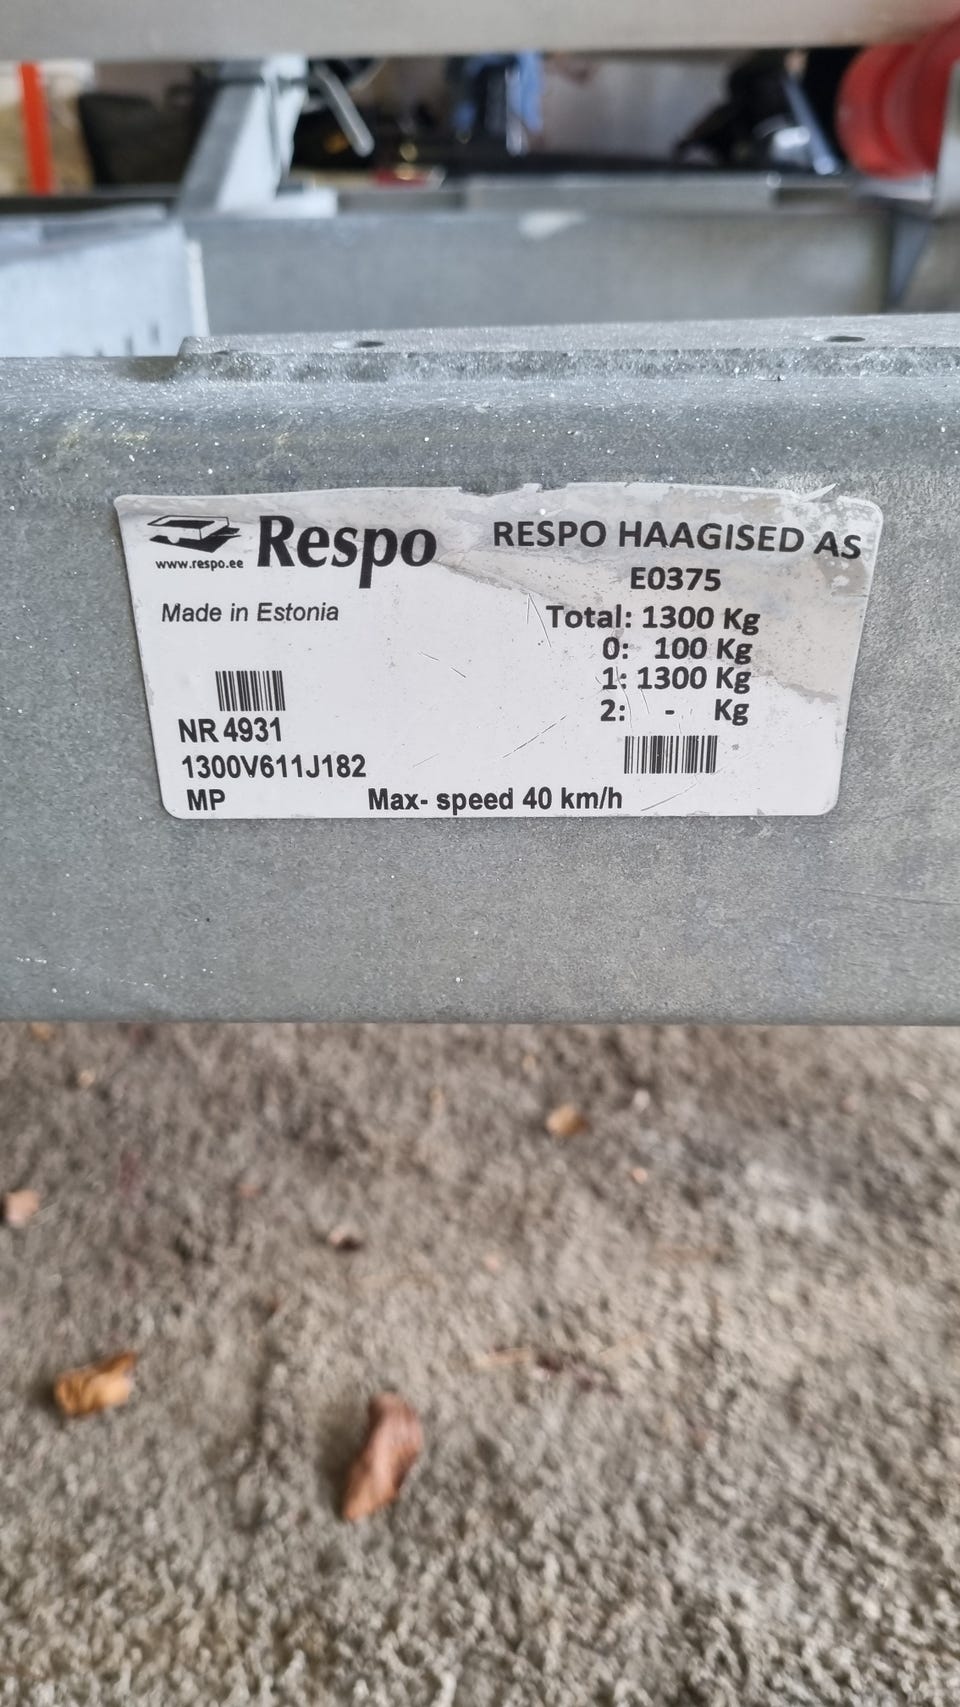 Respo
www.respo.ee
Made in Estonia
RESPO HAAGISED AS
E0375
Total: 1300 Kg
0: 100 Kg
1: 1300 Kg
2: - Kg
NR 4931
1300V611J182
MP
Max- speed 40 km/h